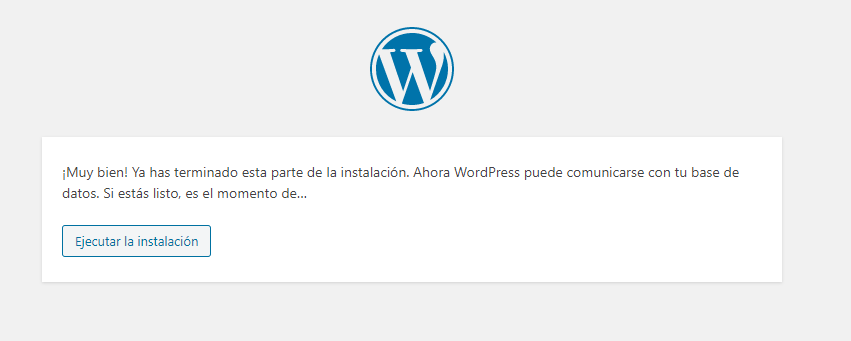 ¡Muy bien! Ya has terminado esta parte de la instalación. Ahora WordPress puede comunicarse con tu base de
datos. Si estás listo, es el momento de…
Ejecutar la instalación